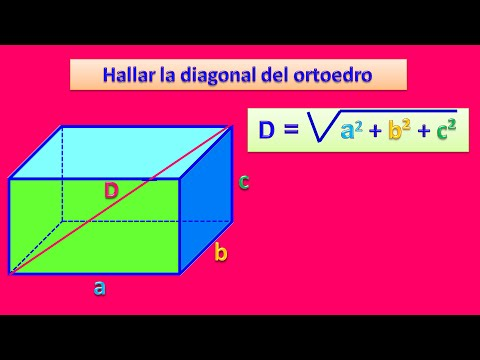 Hallar la diagonal del ortoedro
D = √a² + b² + c²
D
c
b
a